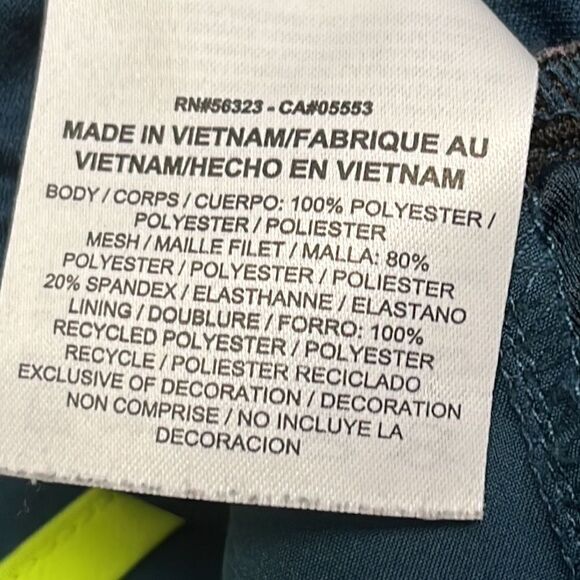 RN#56323 - CA#05553
MADE IN VIETNAM/FABRIQUE AU
VIETNAM/HECHO EN VIETNAM
BODY / CORPS / CUERPO: 100% POLYESTER /
POLYESTER / POLIESTER
MESH / MAILLE FILET / MALLA: 80%
POLYESTER / POLYESTER / POLIESTER
20% SPANDEX / ELASTHANNE / ELASTANO
LINING / DOUBLURE / FORRO: 100%
RECYCLED POLYESTER / POLYESTER
RECYCLE / POLIESTER RECICLADO
EXCLUSIVE OF DECORATION / DECORATION
NON COMPRISE / NO INCLUYE LA
DECORACION